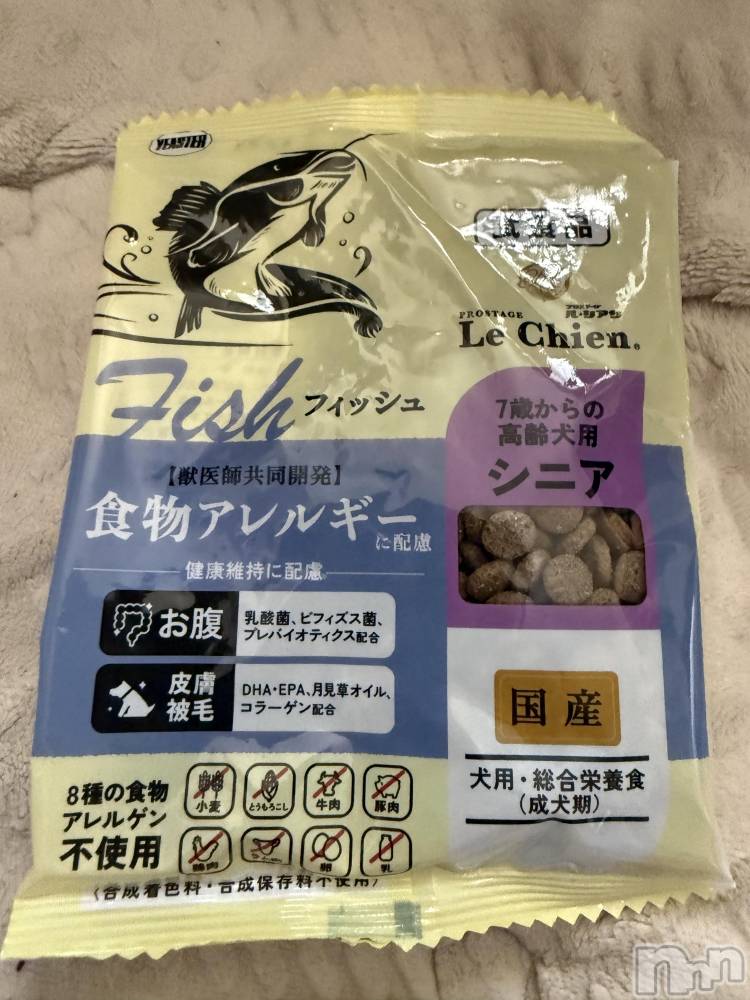 YEASTER
試食品
PROSTAGE
プロステージ
ル・シアン
Le Chien®
Fish フィッシュ
7歳からの
高齢犬用
シニア
【獣医師共同開発】
食物アレルギー
に配慮
健康維持に配慮
お腹
乳酸菌、ビフィズス菌、
プレバイオティクス配合
皮膚
被毛
DHA・EPA、月見草オイル、
コラーゲン配合
国産
犬用・総合栄養食
(成犬期)
8種の食物
アレルゲン
不使用
小麦
とうもろこし
牛肉
豚肉
鶏肉
卵
乳
(合成着色料・合成保存料不使用)